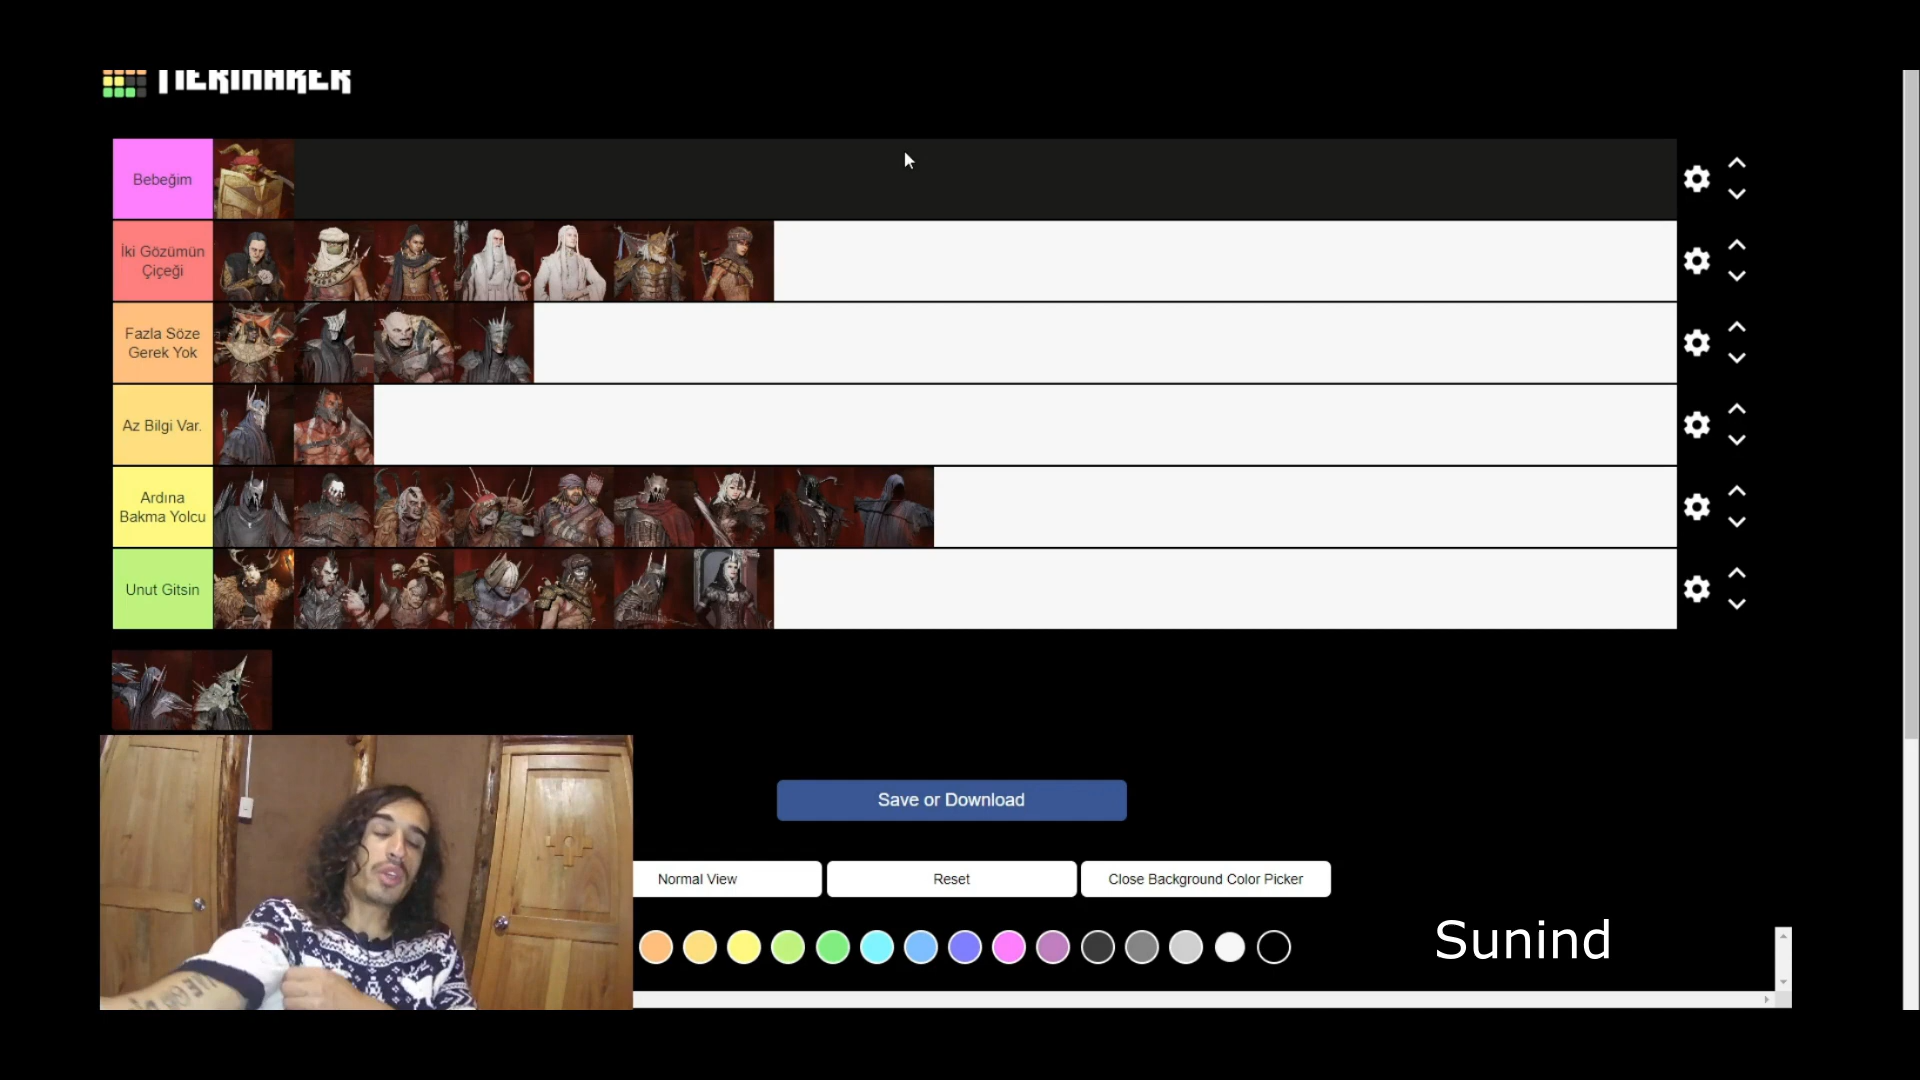 TIERMAKER
Bebeğim
İki Gözümün
Çiçeği
Fazla Söze
Gerek Yok
Az Bilgi Var.
Ardına
Bakma Yolcu
Unut Gitsin
Save or Download
Normal View
Reset
Close Background Color Picker
Sunind